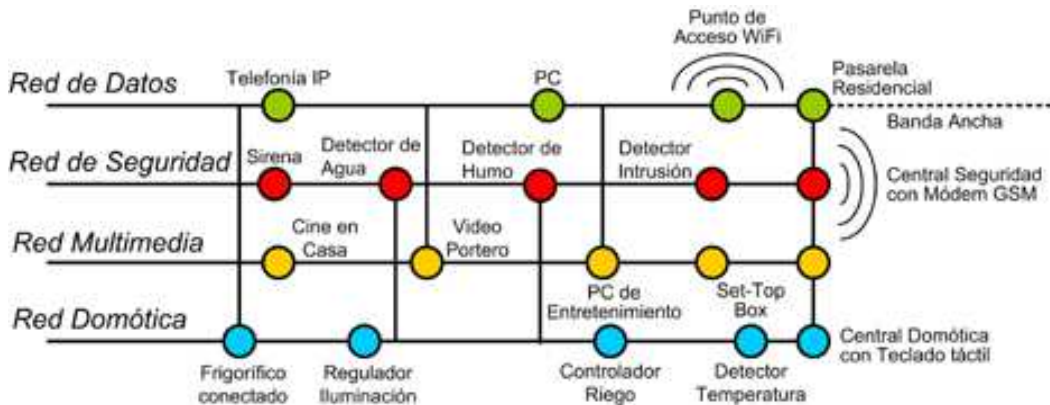 Punto de
Acceso WiFi
Red de Datos
Telefonía IP
PC
Pasarela
Residencial
Banda Ancha
Red de Seguridad
Sirena
Detector de
Agua
Detector de
Humo
Detector
Intrusión
Central Seguridad
con Módem GSM
Red Multimedia
Cine en
Casa
Video
Portero
PC de
Entretenimiento
Set-Top
Box
Red Domótica
Central Domótica
con Teclado táctil
Frigorífico
conectado
Regulador
Iluminación
Controlador
Riego
Detector
Temperatura